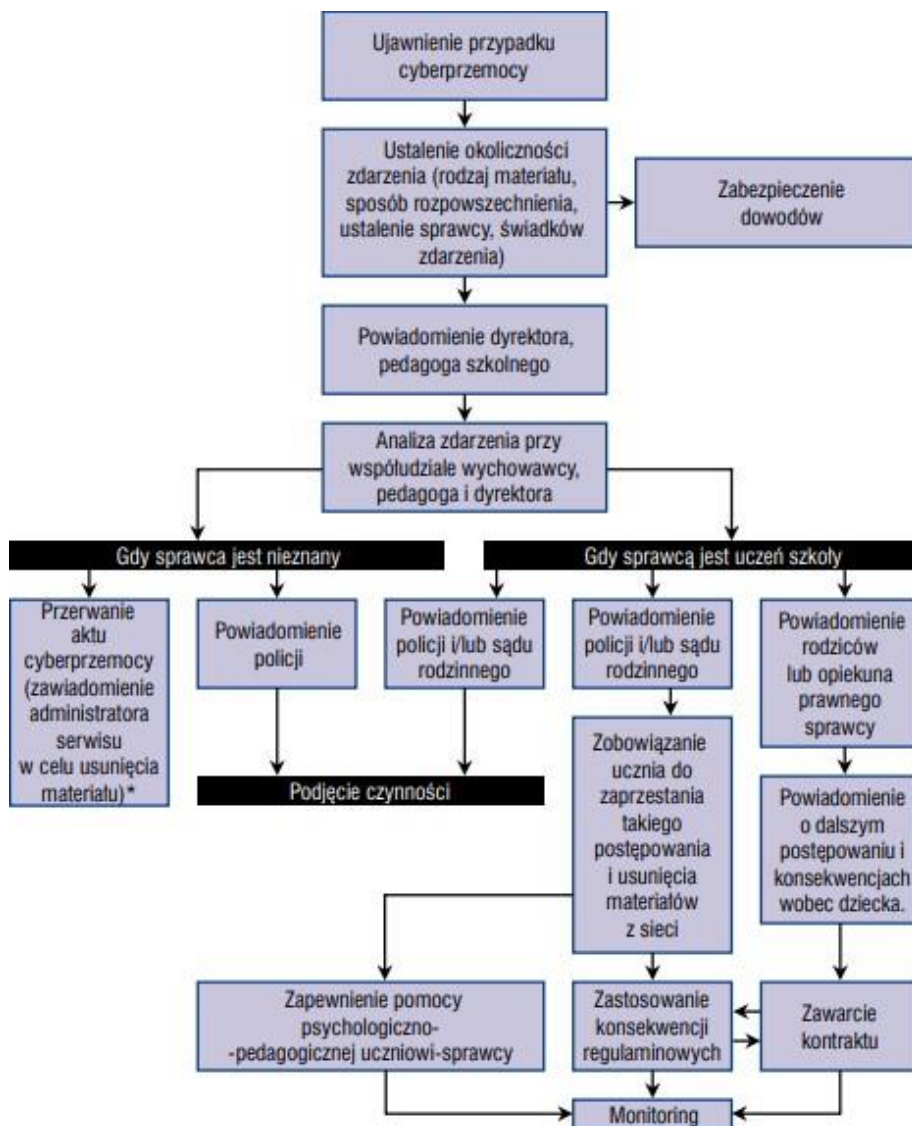 Ujawnienie przypadku
cyberprzemocy
Ustalenie okoliczności
zdarzenia (rodzaj materiału,
sposób rozpowszechnienia,
ustalenie sprawcy, świadków
zdarzenia)
Zabezpieczenie
dowodów
Powiadomienie dyrektora,
pedagoga szkolnego
Analiza zdarzenia przy
współudziale wychowawcy,
pedagoga i dyrektora
Gdy sprawca jest nieznany
Gdy sprawcą jest uczeń szkoły
Przerwanie
aktu
cyberprzemocy
(zawiadomienie
administratora
serwisu
w celu usunięcia
materiału)*
Powiadomienie
policji
Powiadomienie
policji i/lub sądu
rodzinnego
Powiadomienie
policji i/lub sądu
rodzinnego
Powiadomienie
rodziców
lub opiekuna
prawnego
sprawcy
Podjęcie czynności
Zobowiązanie
ucznia do
zaprzestania
takiego
postępowania
i usunięcia
materiałów
z sieci
Powiadomienie
o dalszym
postępowaniu i
konsekwencjach
wobec dziecka.
Zapewnienie pomocy
psychologiczno-
-pedagogicznej uczniowi-sprawcy
Zastosowanie
konsekwencji
regulaminowych
Zawarcie
kontraktu
Monitoring